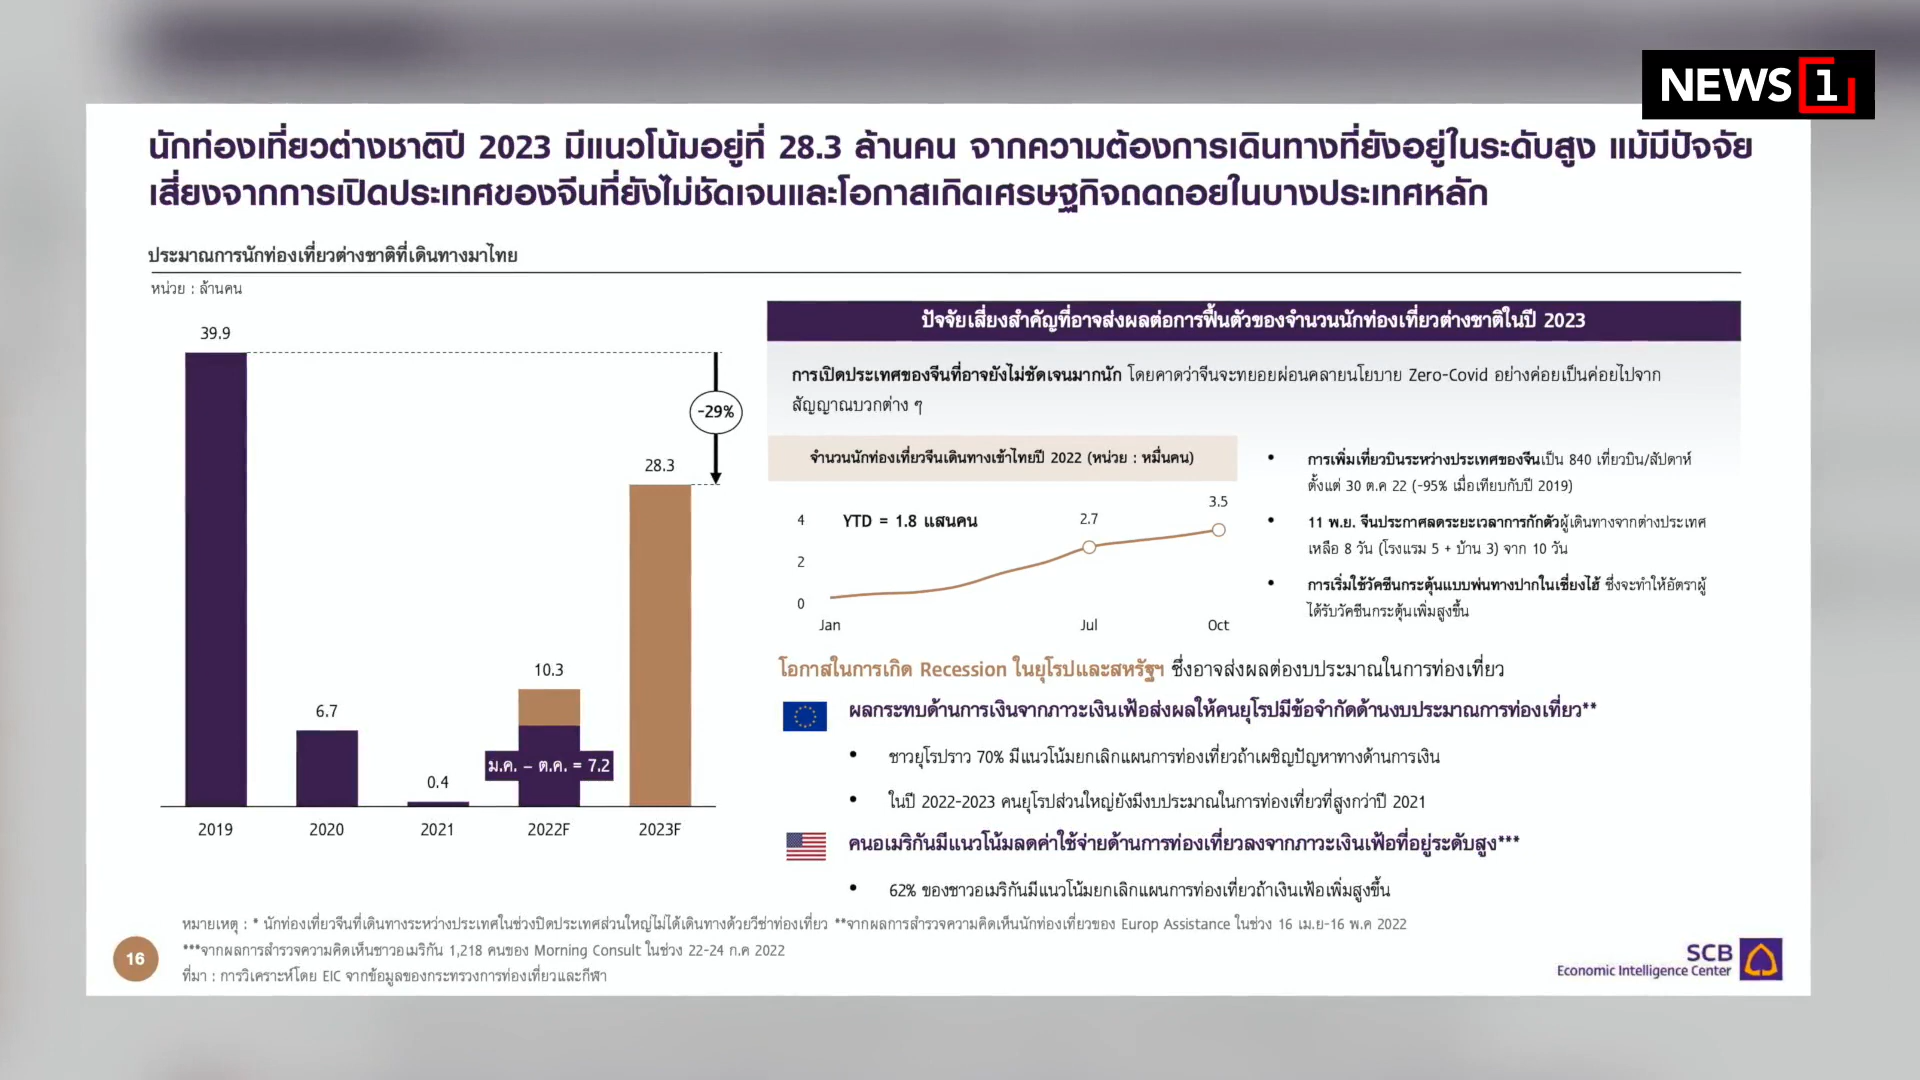 NEWS 1
นักท่องเที่ยวต่างชาติปี 2023 มีแนวโน้มอยู่ที่ 28.3 ล้านคน จากความต้องการเดินทางที่ยังอยู่ในระดับสูง แม้มีปัจจัย
เสี่ยงจากการเปิดประเทศของจีนที่ยังไม่ชัดเจนและโอกาสเกิดเศรษฐกิจถดถอยในบางประเทศหลัก
ประมาณการนักท่องเที่ยวต่างชาติที่เดินทางมาไทย
หน่วย : ล้านคน
39.9
-29%
28.3
10.3
6.7
ม.ค. – ต.ค. = 7.2
0.4
2019
2020
2021
2022F
2023F
ปัจจัยเสี่ยงสำคัญที่อาจส่งผลต่อการฟื้นตัวของจำนวนนักท่องเที่ยวต่างชาติในปี 2023
การเปิดประเทศของจีนที่อาจยังไม่ชัดเจนมากนัก โดยคาดว่าจีนจะทยอยผ่อนคลายนโยบาย Zero-Covid อย่างค่อยเป็นค่อยไปจาก
สัญญาณบวกต่าง ๆ
จำนวนนักท่องเที่ยวจีนเดินทางเข้าไทยปี 2022 (หน่วย : หมื่นคน)
YTD = 1.8 แสนคน
4
2
0
2.7
3.5
Jan
Jul
Oct
• การเพิ่มเที่ยวบินระหว่างประเทศของจีนเป็น 840 เที่ยวบิน/สัปดาห์
ตั้งแต่ 30 ต.ค 22 (-95% เมื่อเทียบกับปี 2019)
• 11 พ.ย. จีนประกาศลดระยะเวลาการกักตัวผู้เดินทางจากต่างประเทศ
เหลือ 8 วัน (โรงแรม 5 + บ้าน 3) จาก 10 วัน
• การเริ่มใช้วัคซีนกระตุ้นแบบพ่นทางปากในเซี่ยงไฮ้ ซึ่งจะทำให้อัตราผู้
ได้รับวัคซีนกระตุ้นเพิ่มสูงขึ้น
โอกาสในการเกิด Recession ในยุโรปและสหรัฐฯ ซึ่งอาจส่งผลต่องบประมาณในการท่องเที่ยว
ผลกระทบด้านการเงินจากภาวะเงินเฟ้อส่งผลให้คนยุโรปมีข้อจำกัดด้านงบประมาณการท่องเที่ยว**
• ชาวยุโรปราว 70% มีแนวโน้มยกเลิกแผนการท่องเที่ยวถ้าเผชิญปัญหาทางด้านการเงิน
• ในปี 2022-2023 คนยุโรปส่วนใหญ่ยังมีงบประมาณในการท่องเที่ยวที่สูงกว่าปี 2021
คนอเมริกันมีแนวโน้มลดค่าใช้จ่ายด้านการท่องเที่ยวลงจากภาวะเงินเฟ้อที่อยู่ระดับสูง***
• 62% ของชาวอเมริกันมีแนวโน้มยกเลิกแผนการท่องเที่ยวถ้าเงินเฟ้อเพิ่มสูงขึ้น
หมายเหตุ : * นักท่องเที่ยวจีนที่เดินทางระหว่างประเทศในช่วงปิดประเทศส่วนใหญ่ไม่ได้เดินทางด้วยวีซ่าท่องเที่ยว **จากผลการสำรวจความคิดเห็นนักท่องเที่ยวของ Europ Assistance ในช่วง 16 เม.ย-16 พ.ค 2022
***จากผลการสำรวจความคิดเห็นชาวอเมริกัน 1,218 คนของ Morning Consult ในช่วง 22-24 ก.ค 2022
ที่มา : การวิเคราะห์โดย EIC จากข้อมูลของกระทรวงการท่องเที่ยวและกีฬา
16
SCB
Economic Intelligence Center